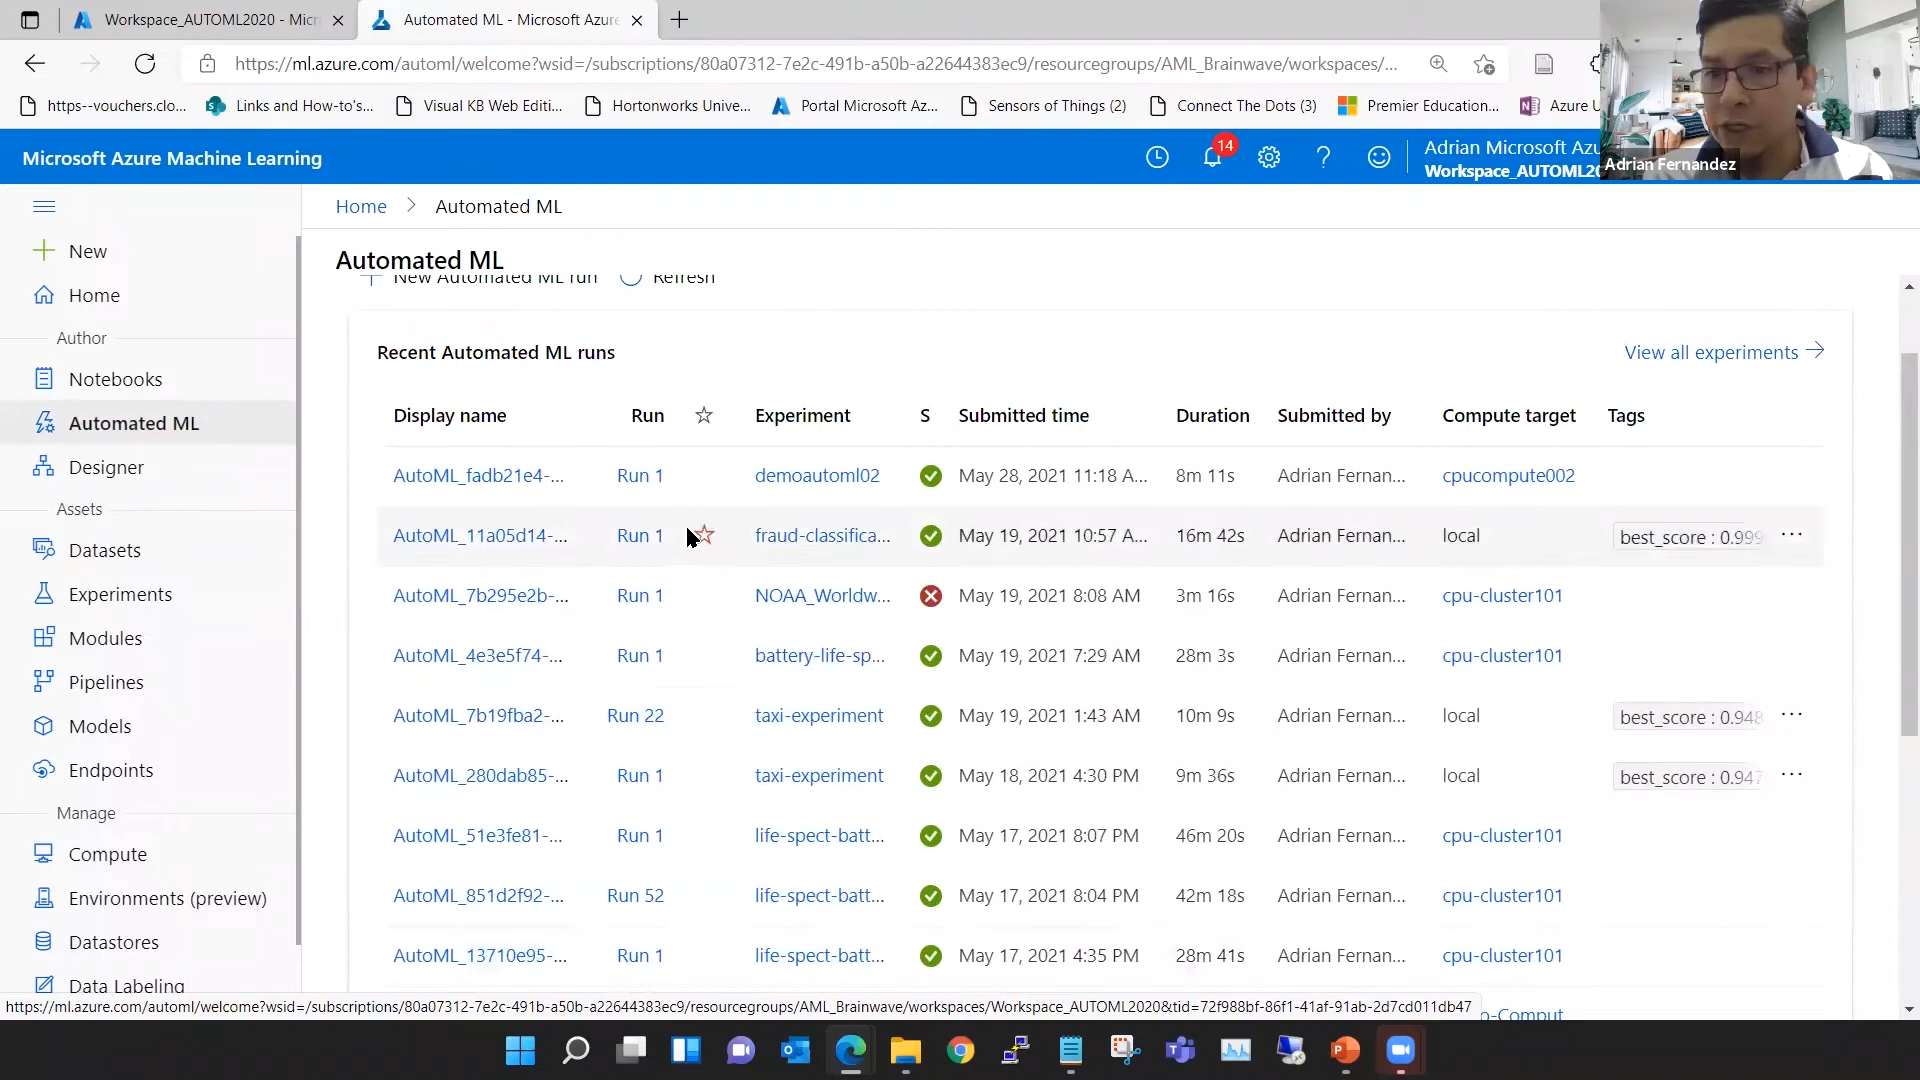 Workspace_AUTOML2020 - Micr
Automated ML - Microsoft Azure
https://ml.azure.com/automl/welcome?wsid=/subscriptions/80a07312-7e2c-491b-a50b-a22644383ec9/resourcegroups/AML_Brainwave/workspaces/...
https--vouchers.clo... Links and How-to's... Visual KB Web Editi... Hortonworks Unive... Portal Microsoft Az... Sensors of Things (2) Connect The Dots (3) Premier Education... Azure U
Microsoft Azure Machine Learning
14
Adrian Microsoft Azu
Workspace_AUTOML20
Adrian Fernandez
Home > Automated ML
Automated ML
New Automated ML run Refresh
New
Home
Author
Notebooks
Automated ML
Designer
Assets
Datasets
Experiments
Modules
Pipelines
Models
Endpoints
Manage
Compute
Environments (preview)
Datastores
Data Labeling
Recent Automated ML runs
View all experiments
Display name Run Experiment S Submitted time Duration Submitted by Compute target Tags
AutoML_fadb21e4-... Run 1 demoautoml02 May 28, 2021 11:18 A... 8m 11s Adrian Fernan... cpucompute002
AutoML_11a05d14-... Run 1 fraud-classifica... May 19, 2021 10:57 A... 16m 42s Adrian Fernan... local best_score : 0.999 ...
AutoML_7b295e2b-... Run 1 NOAA_Worldw... May 19, 2021 8:08 AM 3m 16s Adrian Fernan... cpu-cluster101
AutoML_4e3e5f74-... Run 1 battery-life-sp... May 19, 2021 7:29 AM 28m 3s Adrian Fernan... cpu-cluster101
AutoML_7b19fba2-... Run 22 taxi-experiment May 19, 2021 1:43 AM 10m 9s Adrian Fernan... local best_score : 0.948 ...
AutoML_280dab85-... Run 1 taxi-experiment May 18, 2021 4:30 PM 9m 36s Adrian Fernan... local best_score : 0.947 ...
AutoML_51e3fe81-... Run 1 life-spect-batt... May 17, 2021 8:07 PM 46m 20s Adrian Fernan... cpu-cluster101
AutoML_851d2f92-... Run 52 life-spect-batt... May 17, 2021 8:04 PM 42m 18s Adrian Fernan... cpu-cluster101
AutoML_13710e95-... Run 1 life-spect-batt... May 17, 2021 4:35 PM 28m 41s Adrian Fernan... cpu-cluster101
https://ml.azure.com/automl/welcome?wsid=/subscriptions/80a07312-7e2c-491b-a50b-a22644383ec9/resourcegroups/AML_Brainwave/workspaces/Workspace_AUTOML2020&tid=72f988bf-86f1-41af-91ab-2d7cd011db47